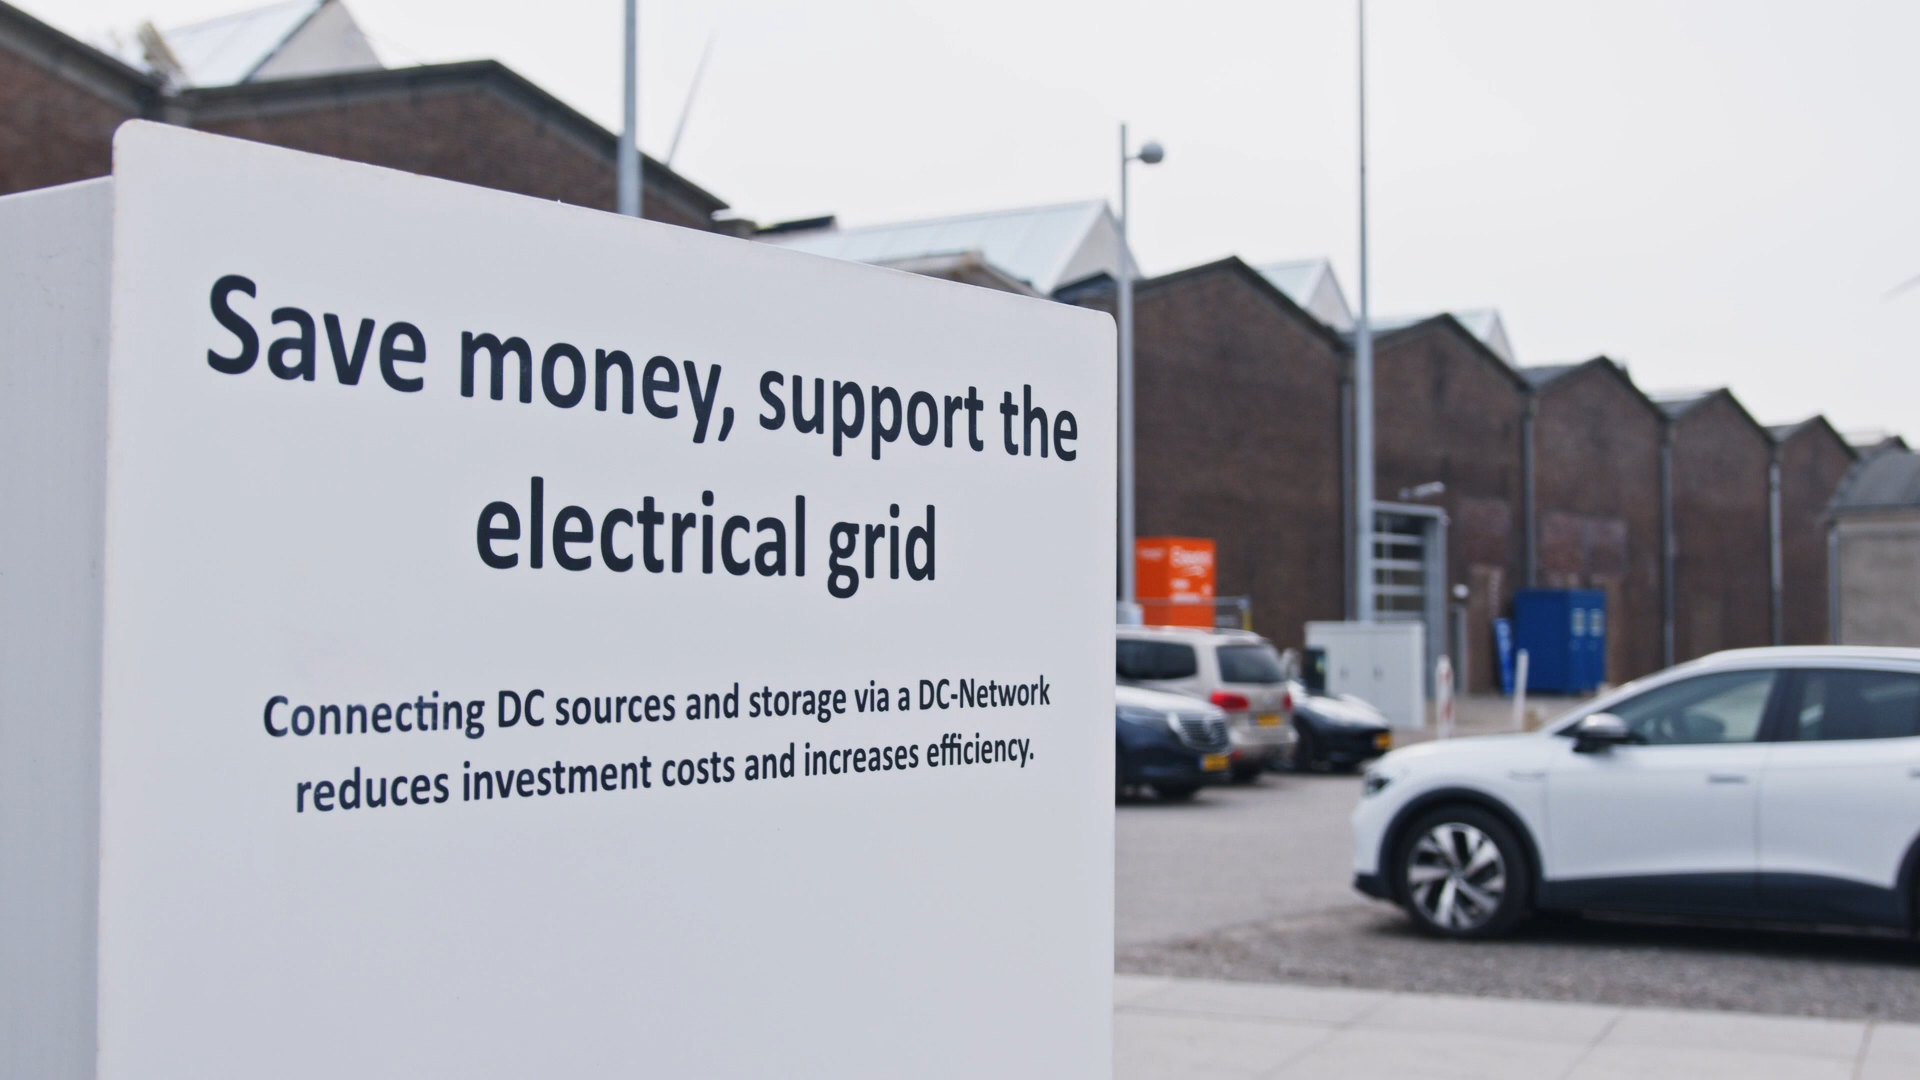 Save money, support the
electrical grid
Connecting DC sources and storage via a DC-Network
reduces investment costs and increases efficiency.